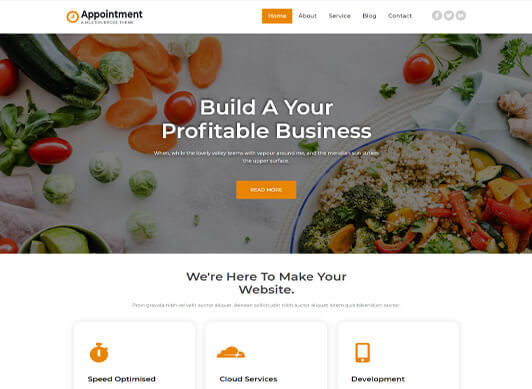 Appointment
A MULTIPURPOSE THEME
Home About Service Blog Contact
Build A Your
Profitable Business
When, while the lovely valley teems with vapour around me, and the meridian sun strikes
the upper surface.
READ MORE
We're Here To Make Your
Website.
Proin gravida nibh vel velit auctor aliquet. Aenean sollicitudin nibh auctor aliquet lorem quis bibendum auctor.
Speed Optimised
Cloud Services
Development